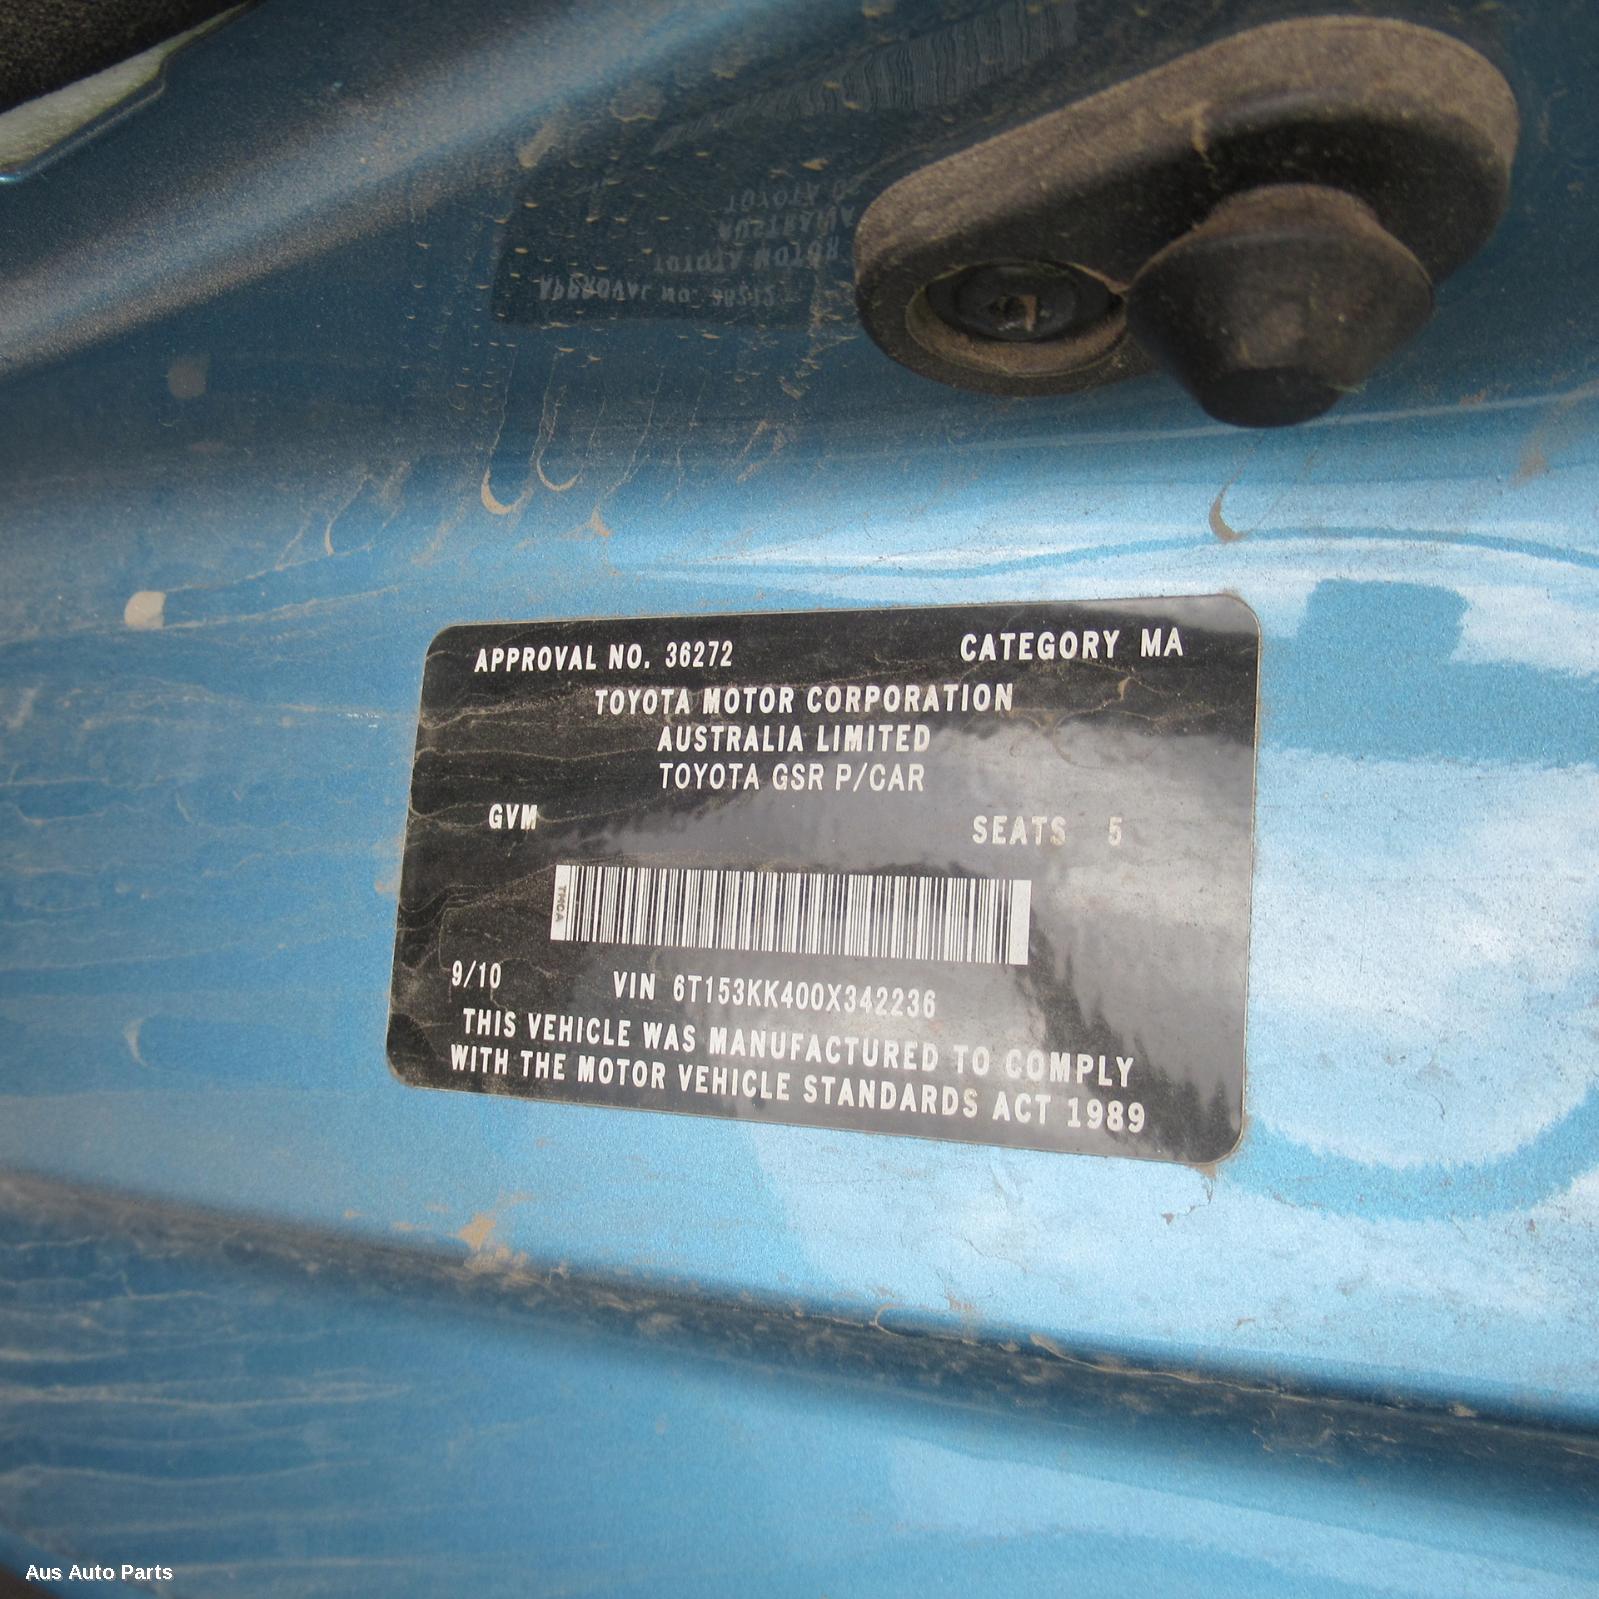 APPROVAL NO. 36272 CATEGORY MA
TOYOTA MOTOR CORPORATION
AUSTRALIA LIMITED
TOYOTA GSR P/CAR
GVM SEATS 5
TMCA
9/10 VIN 6T153KK400X342236
THIS VEHICLE WAS MANUFACTURED TO COMPLY
WITH THE MOTOR VEHICLE STANDARDS ACT 1989
Aus Auto Parts